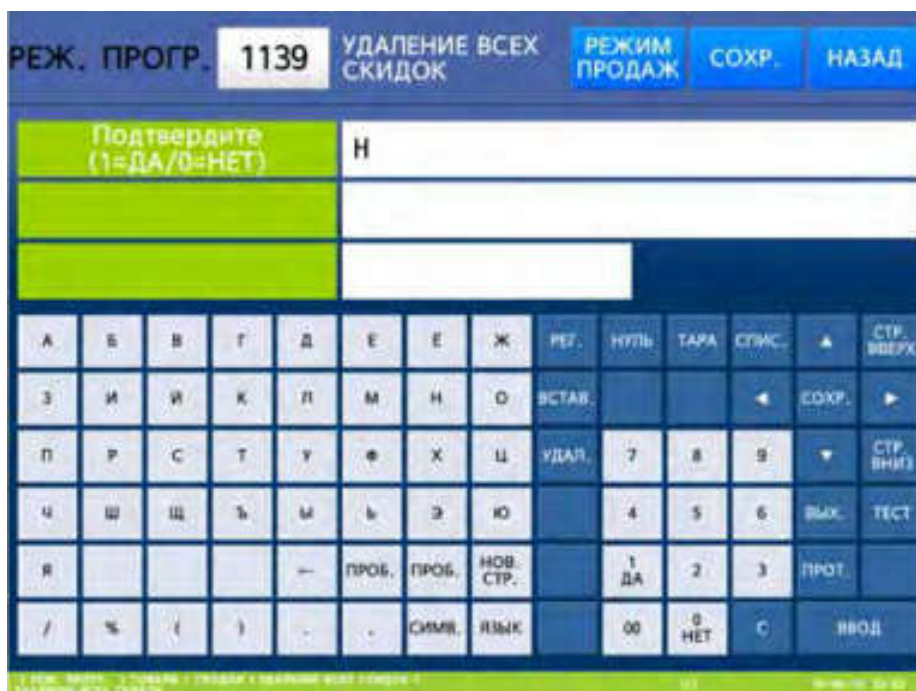 РЕЖ. ПРОГР. 1139 УДАЛЕНИЕ ВСЕХ СКИДОК РЕЖИМ ПРОДАЖ СОХР. НАЗАД
Подтвердите
(1=ДА/0=НЕТ)
Н
А Б В Г Д Е Ё Ж РЕГ. НУЛЬ ТАРА СПИС. ▲ СТР. ВВЕРХ
З И Й К Л М Н О ВСТАВ. ◄ СОХР. ►
П Р С Т У Ф Х Ц УДАЛ. 7 8 9 ▼ СТР. ВНИЗ
Ч Ш Щ Ъ Ы Ь Э Ю 4 5 6 ВЫХ. ТЕСТ
Я ← ПРОБ. ПРОБ. НОВ. СТР. 1 ДА 2 3 ПРОТ.
/ % ( ) СИМВ. ЯЗЫК 00 0 НЕТ С ВВОД